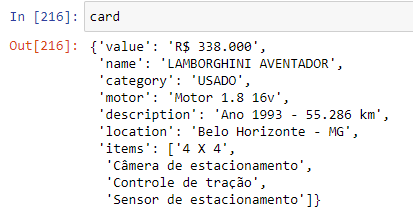 In [216]: card
Out[216]: {'value': 'R$ 338.000',
'name': 'LAMBORGHINI AVENTADOR',
'category': 'USADO',
'motor': 'Motor 1.8 16v',
'description': 'Ano 1993 - 55.286 km',
'location': 'Belo Horizonte - MG',
'items': ['4 X 4',
'Câmera de estacionamento',
'Controle de tração',
'Sensor de estacionamento']}